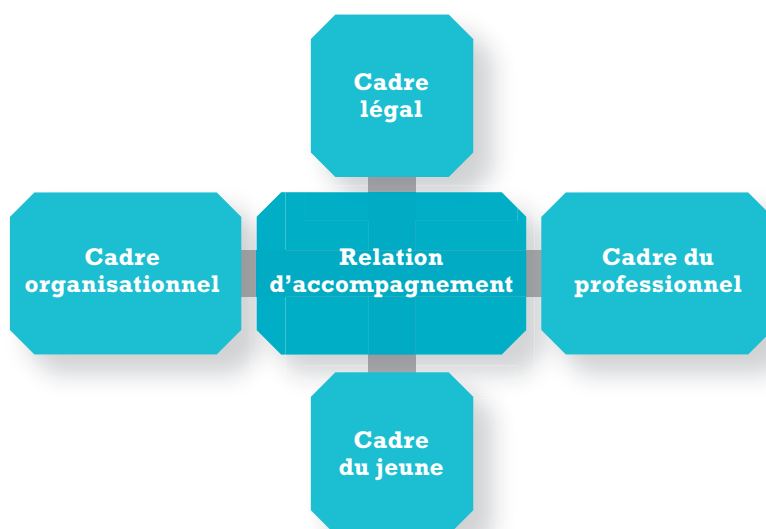 Cadre
légal
Cadre
organisationnel
Relation
d'accompagnement
Cadre du
professionnel
Cadre
du jeune